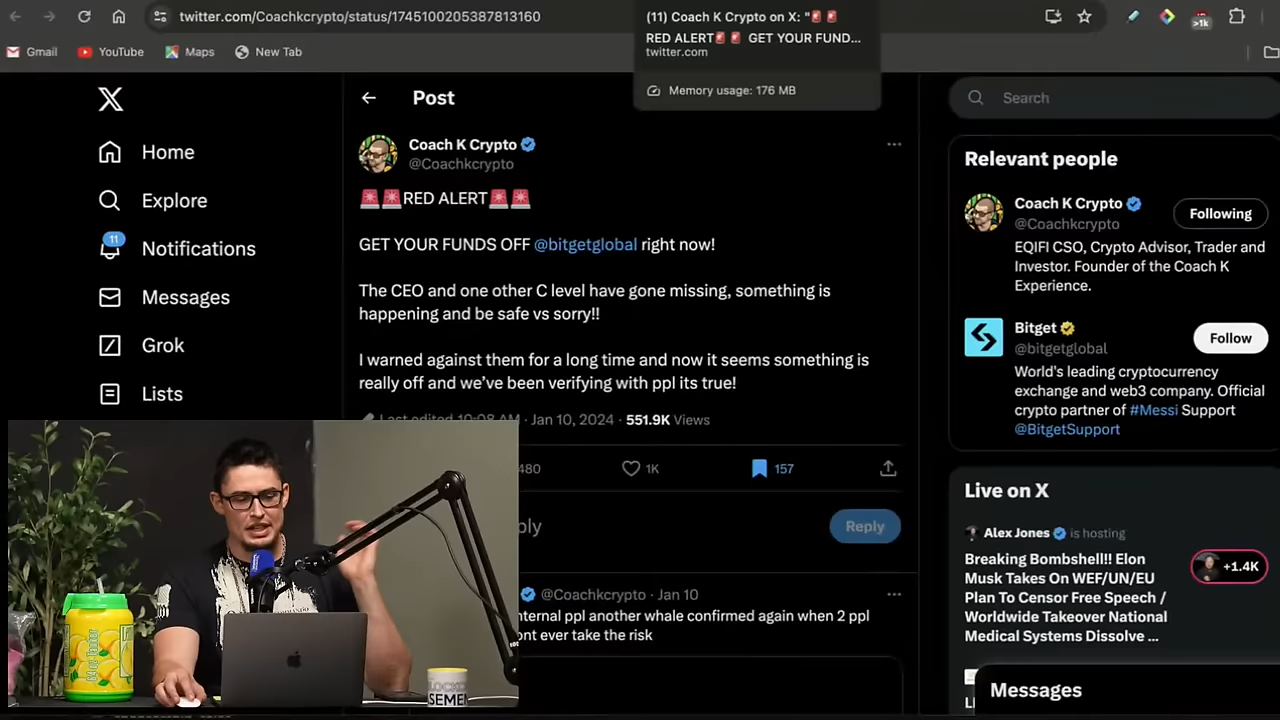 twitter.com/Coachkcrypto/status/1745100205387813160
(11) Coach K Crypto on X: "🚨🚨
RED ALERT🚨🚨 GET YOUR FUND...
twitter.com
Memory usage: 176 MB
>1k
Gmail
YouTube
Maps
New Tab
Home
Explore
11
Notifications
Messages
Grok
Lists
Post
Coach K Crypto
@Coachkcrypto
🚨🚨RED ALERT🚨🚨
GET YOUR FUNDS OFF @bitgetglobal right now!
The CEO and one other C level have gone missing, something is
happening and be safe vs sorry!!
I warned against them for a long time and now it seems something is
really off and we've been verifying with ppl its true!
Last edited 10:08 AM · Jan 10, 2024 · 551.9K Views
480
1K
157
ply
Reply
@Coachkcrypto · Jan 10
nternal ppl another whale confirmed again when 2 ppl
ont ever take the risk
Search
Relevant people
Coach K Crypto
@Coachkcrypto
Following
EQIFI CSO, Crypto Advisor, Trader and
Investor. Founder of the Coach K
Experience.
Bitget
@bitgetglobal
Follow
World's leading cryptocurrency
exchange and web3 company. Official
crypto partner of #Messi Support
@BitgetSupport
Live on X
Alex Jones is hosting
Breaking Bombshell!! Elon
Musk Takes On WEF/UN/EU
Plan To Censor Free Speech /
Worldwide Takeover National
Medical Systems Dissolve ...
+1.4K
Messages
SEME